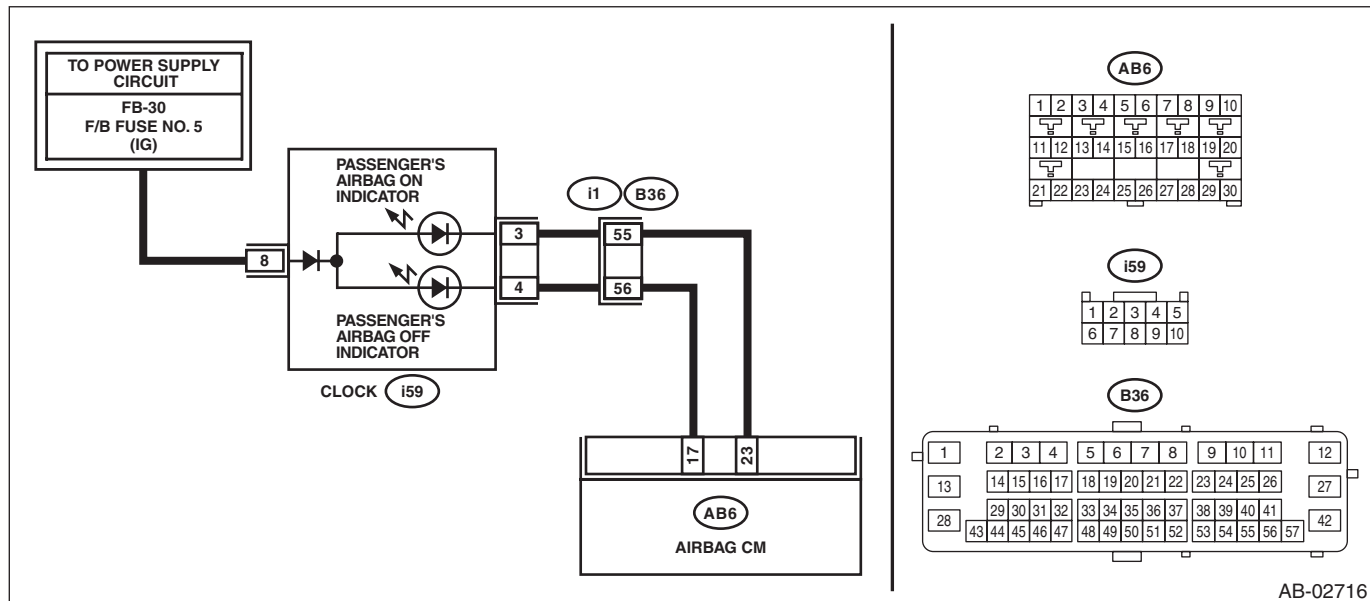 TO POWER SUPPLY
CIRCUIT
FB-30
F/B FUSE NO. 5
(IG)
8
PASSENGER'S
AIRBAG ON
INDICATOR
PASSENGER'S
AIRBAG OFF
INDICATOR
CLOCK i59
3
4
i1 B36
55
56
17 23
AB6
AIRBAG CM
AB6
1 2 3 4 5 6 7 8 9 10
11 12 13 14 15 16 17 18 19 20
21 22 23 24 25 26 27 28 29 30
i59
1 2 3 4 5
6 7 8 9 10
B36
1 2 3 4 5 6 7 8 9 10 11 12
13 14 15 16 17 18 19 20 21 22 23 24 25 26 27
28 29 30 31 32 33 34 35 36 37 38 39 40 41 42
43 44 45 46 47 48 49 50 51 52 53 54 55 56 57
AB-02716